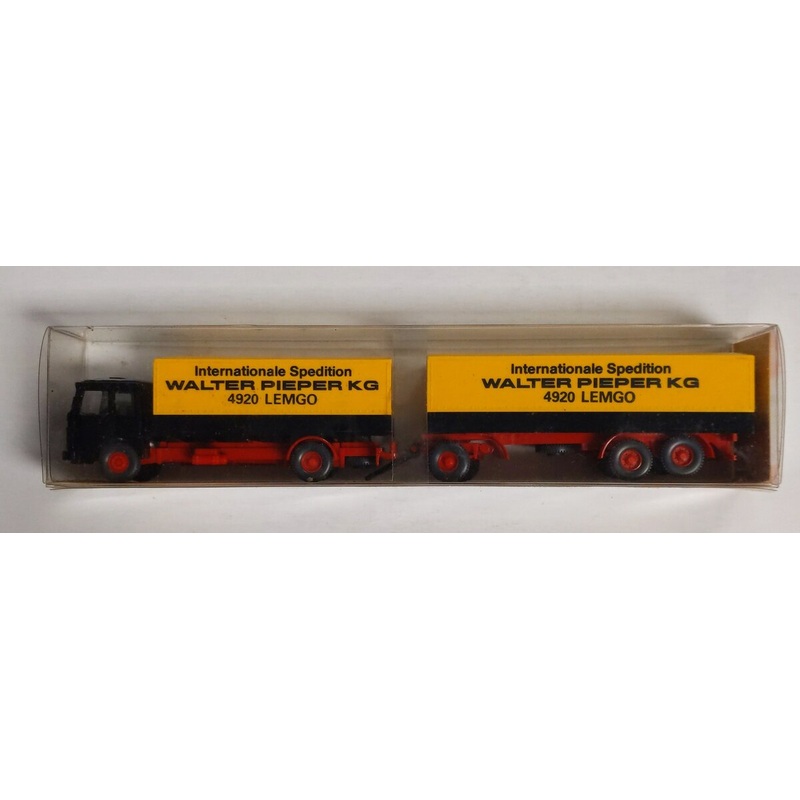 Internationale Spedition
WALTER PIEPER KG
4920 LEMGO
Internationale Spedition
WALTER PIEPER KG
4920 LEMGO